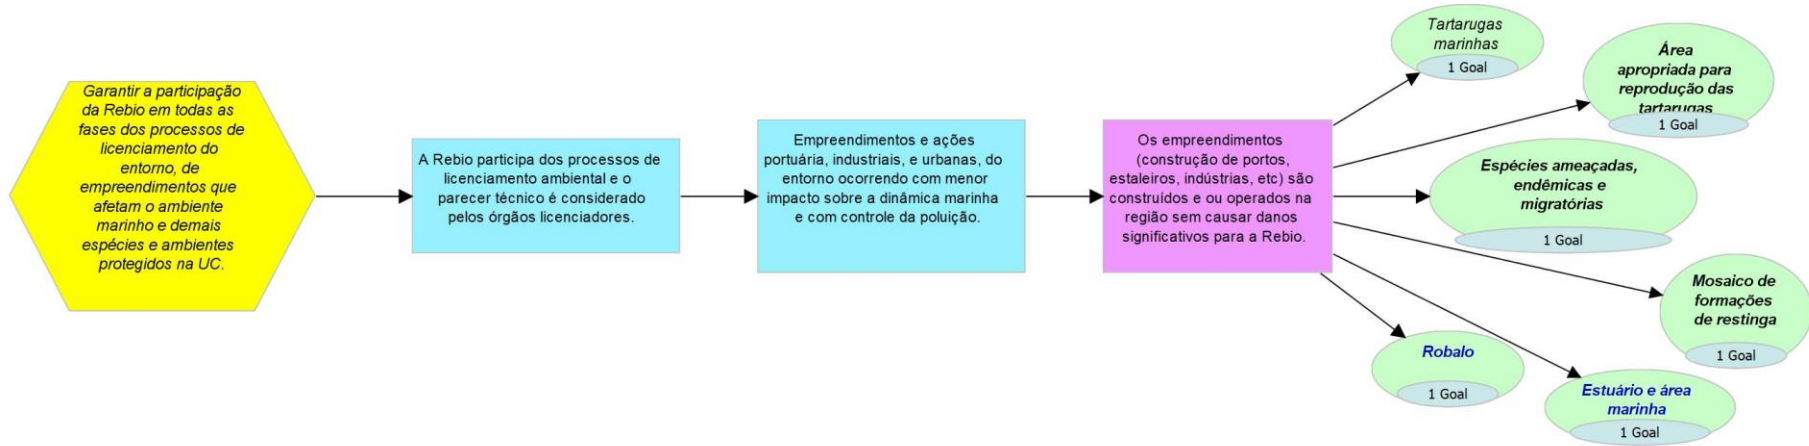 Garantir a participação
da Rebio em todas as
fases dos processos de
licenciamento do
entorno, de
empreendimentos que
afetam o ambiente
marinho e demais
espécies e ambientes
protegidos na UC.
A Rebio participa dos processos de
licenciamento ambiental e o
parecer técnico é considerado
pelos órgãos licenciadores.
Empreendimentos e ações
portuária, industriais, e urbanas, do
entorno ocorrendo com menor
impacto sobre a dinâmica marinha
e com controle da poluição.
Os empreendimentos
(construção de portos,
estaleiros, indústrias, etc) são
construídos e ou operados na
região sem causar danos
significativos para a Rebio.
Tartarugas
marinhas
1 Goal
Área
apropriada para
reprodução das
tartarugas
1 Goal
Espécies ameaçadas,
endêmicas e
migratórias
1 Goal
Mosaico de
formações
de restinga
1 Goal
Robalo
1 Goal
Estuário e área
marinha
1 Goal